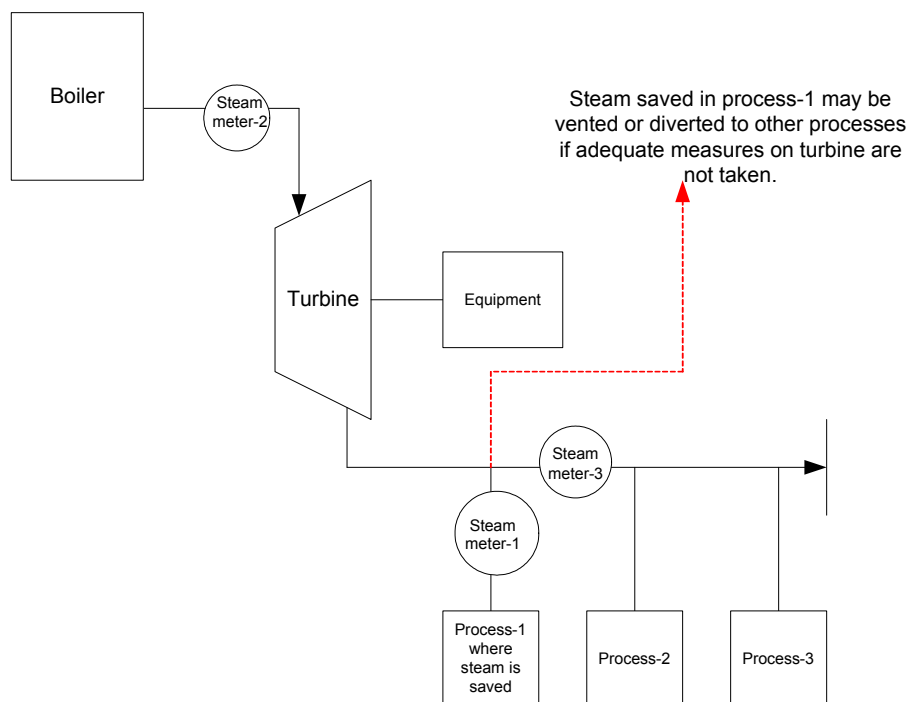 Boiler
Steam
meter-2
Steam saved in process-1 may be
vented or diverted to other processes
if adequate measures on turbine are
not taken.
Turbine
Equipment
Steam
meter-3
Steam
meter-1
Process-1
where
steam is
saved
Process-2
Process-3